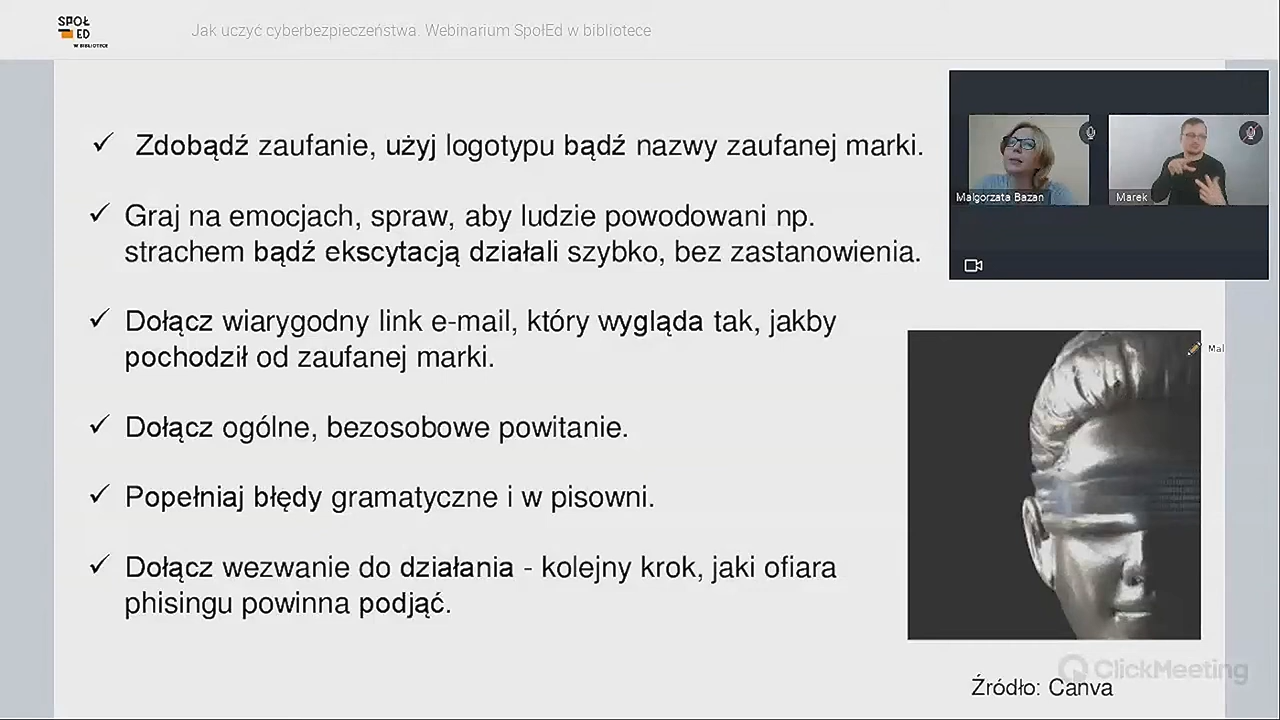 SPOŁ
ED
W BIBLIOTECE
Jak uczyć cyberbezpieczeństwa. Webinarium SpołEd w bibliotece
✓ Zdobądź zaufanie, użyj logotypu bądź nazwy zaufanej marki.
✓ Graj na emocjach, spraw, aby ludzie powodowani np.
strachem bądź ekscytacją działali szybko, bez zastanowienia.
✓ Dołącz wiarygodny link e-mail, który wygląda tak, jakby
pochodził od zaufanej marki.
✓ Dołącz ogólne, bezosobowe powitanie.
✓ Popełniaj błędy gramatyczne i w pisowni.
✓ Dołącz wezwanie do działania - kolejny krok, jaki ofiara
phisingu powinna podjąć.
Malgorzata Bazan
Marek
Mal
ClickMeeting
Źródło: Canva